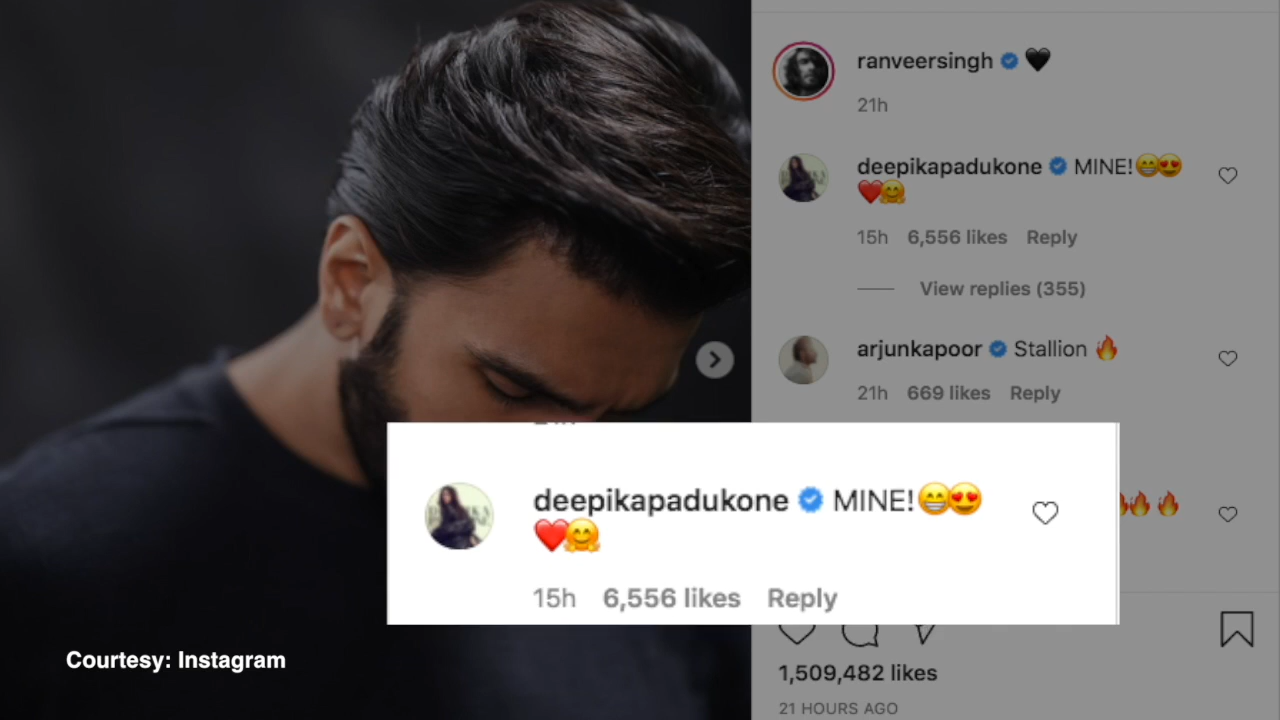 ranveersingh 🖤
21h
deepikapadukone MINE!😁😍
❤️🤗
15h 6,556 likes Reply
View replies (355)
arjunkapoor Stallion 🔥
21h 669 likes Reply
deepikapadukone MINE!😁😍
❤️🤗
15h 6,556 likes Reply
1,509,482 likes
21 HOURS AGO
Courtesy: Instagram